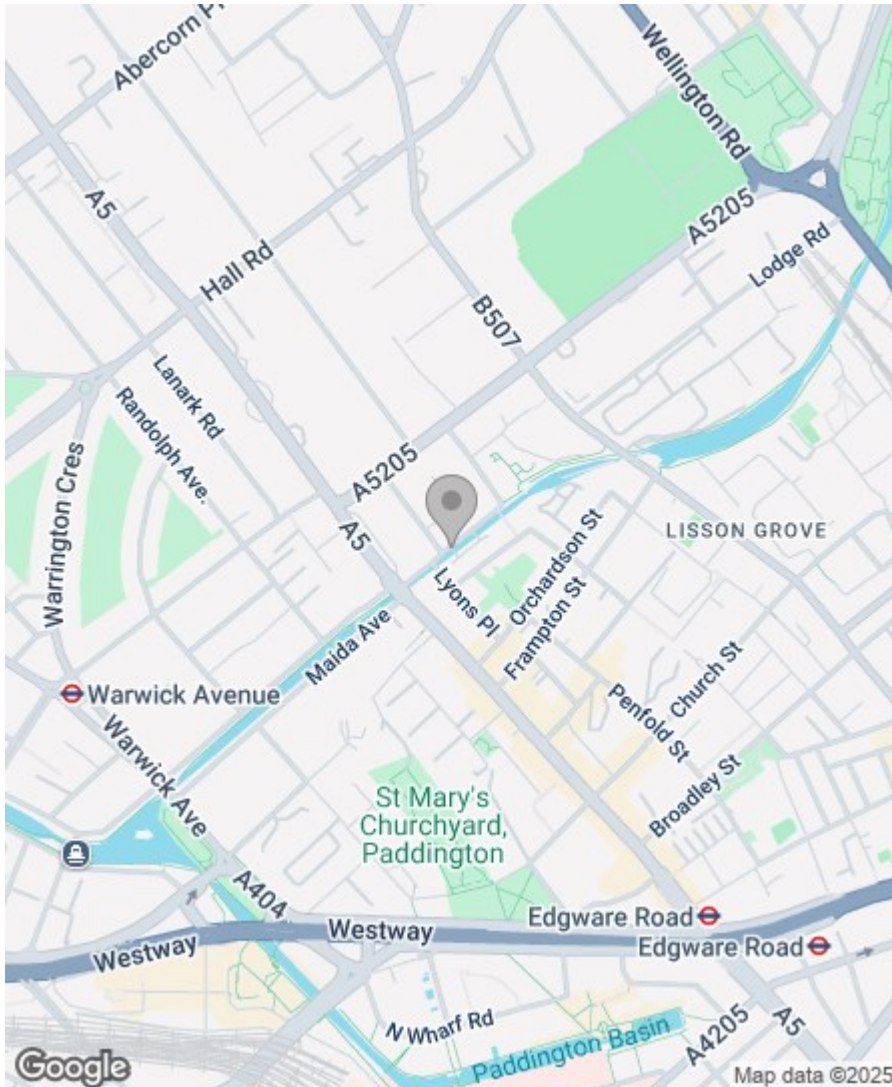 Abercorn Pl
Wellington Rd
A5
Hall Rd
A5205
Lodge Rd
B507
Lanark Rd
Randolph Ave.
Warrington Cres
A5205
A5
LISSON GROVE
Orchardson St
Lyons Pl
Frampton St
Maida Ave
Church St
Penfold St
Warwick Avenue
Warwick Ave
Broadley St
St Mary's
Churchyard,
Paddington
A404
Edgware Road
Westway
Westway
Edgware Road
N Wharf Rd
Paddington Basin
A4205
A5
Google
Map data ©2025